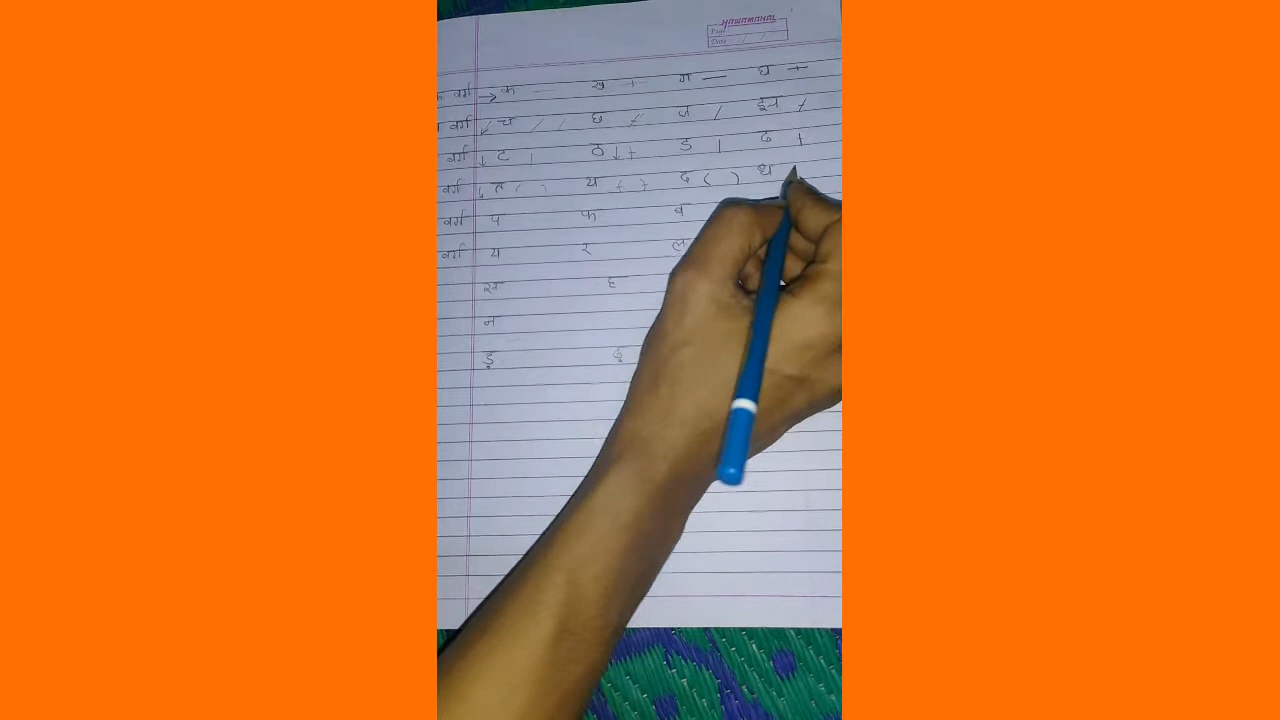 HAWAMAHAL
Page
Date / /
क वर्ग → क — ख + ग — घ +
वर्ग ↙ च / / छ ⁄⁄ ज / झ /
वर्ग ↓ ट | ठ ↓ + ड | ढ +
वर्ग ↓ त ( ) थ ( ) द ( ) ध
वर्ग प फ ब
वर्ग य र ल
स ह
न
ड़ ढ़